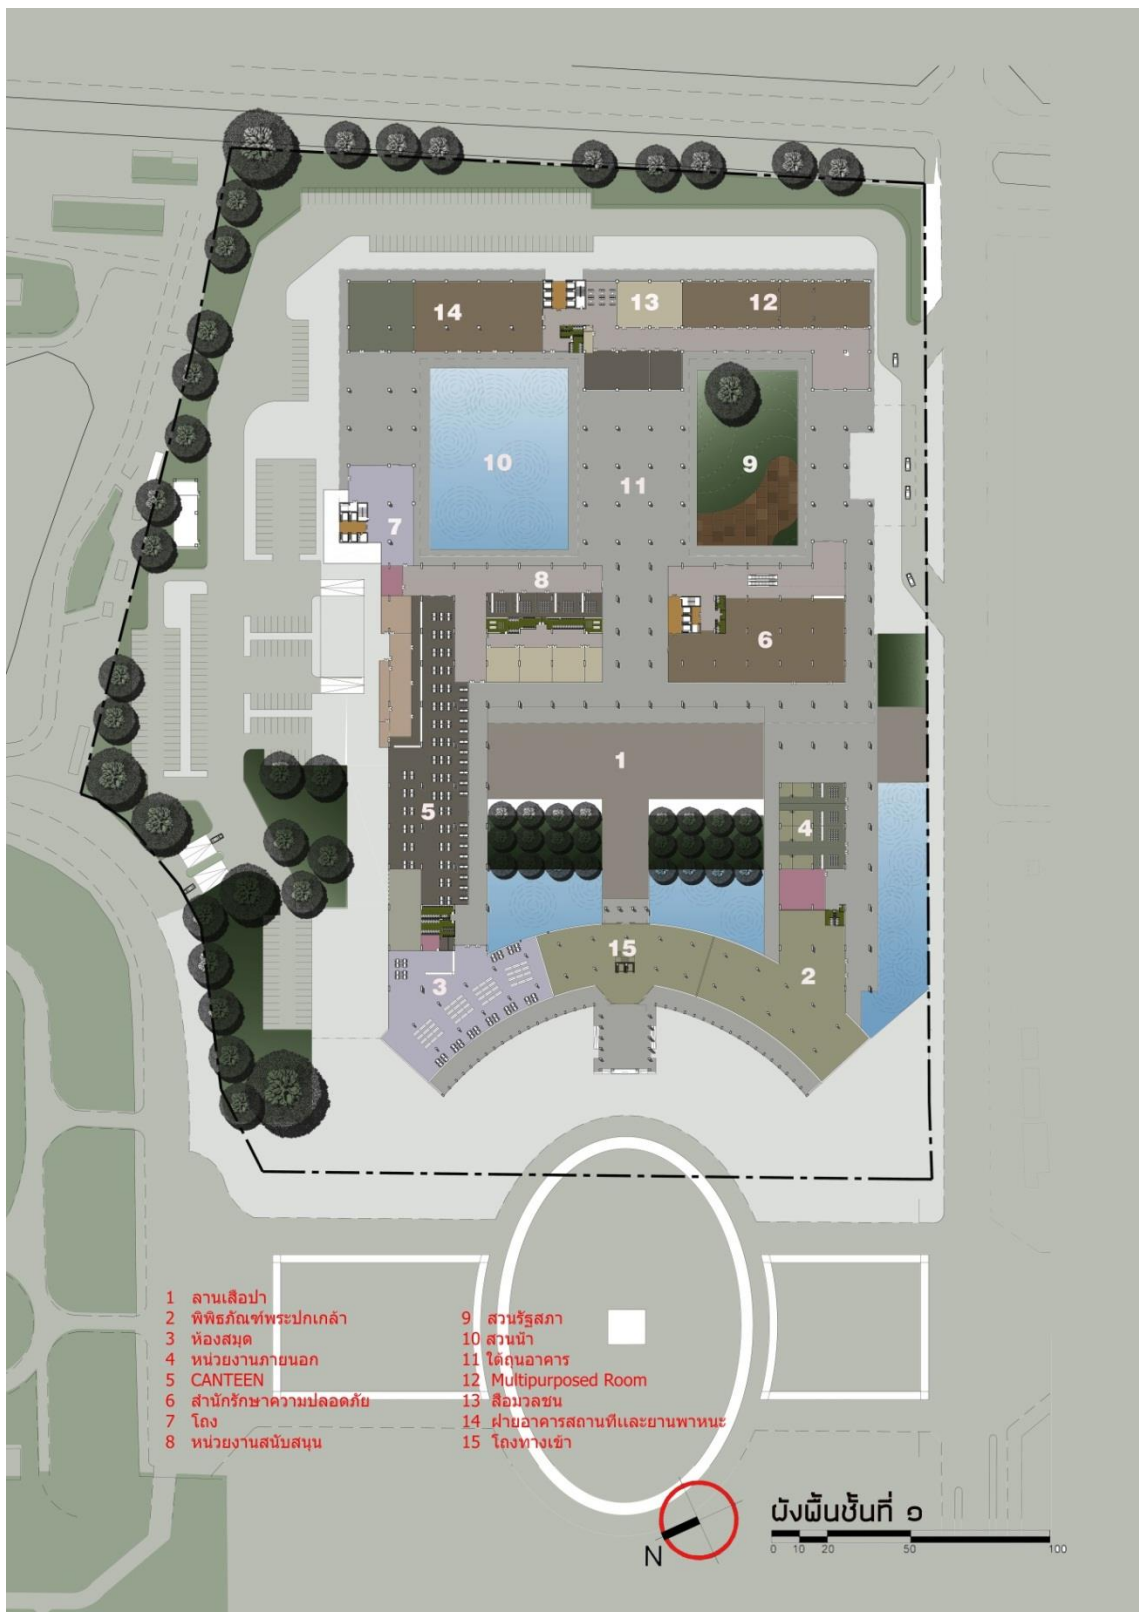 14
13
12
10
9
11
7
8
6
1
5
4
15
3
2
1 ลานเสือป่า
2 พิพิธภัณฑ์พระปกเกล้า
3 ห้องสมุด
4 หน่วยงานภายนอก
5 CANTEEN
6 สำนักรักษาความปลอดภัย
7 โถง
8 หน่วยงานสนับสนุน
9 สวนรัฐสภา
10 สวนน้ำ
11 ใต้ถุนอาคาร
12 Multipurposed Room
13 สื่อมวลชน
14 ฝ่ายอาคารสถานที่และยานพาหนะ
15 โถงทางเข้า
N
ผังพื้นชั้นที่ ๑
0 10 20 50 100